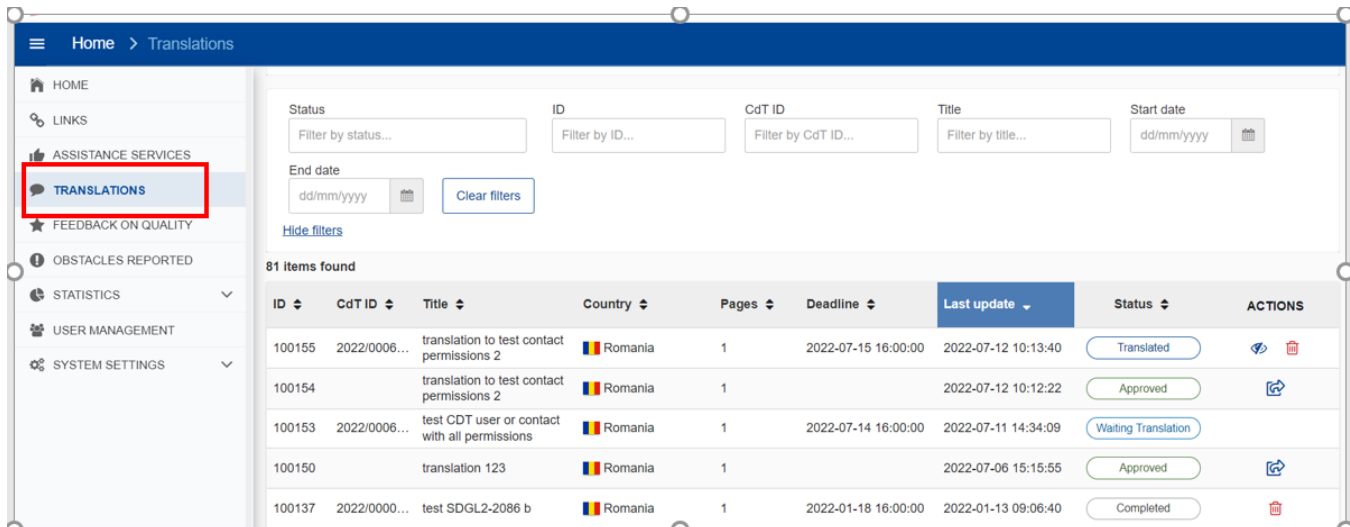 Home > Translations
HOME
LINKS
ASSISTANCE SERVICES
TRANSLATIONS
FEEDBACK ON QUALITY
OBSTACLES REPORTED
STATISTICS
USER MANAGEMENT
SYSTEM SETTINGS
Status ID CdT ID Title Start date
Filter by status... Filter by ID... Filter by CdT ID... Filter by title... dd/mm/yyyy
End date
dd/mm/yyyy Clear filters
Hide filters
81 items found
ID CdT ID Title Country Pages Deadline Last update Status ACTIONS
100155 2022/0006... translation to test contact permissions 2 Romania 1 2022-07-15 16:00:00 2022-07-12 10:13:40 Translated
100154 translation to test contact permissions 2 Romania 1 2022-07-12 10:12:22 Approved
100153 2022/0006... test CDT user or contact with all permissions Romania 1 2022-07-14 16:00:00 2022-07-11 14:34:09 Waiting Translation
100150 translation 123 Romania 1 2022-07-06 15:15:55 Approved
100137 2022/0000... test SDGL2-2086 b Romania 1 2022-01-18 16:00:00 2022-01-13 09:06:40 Completed